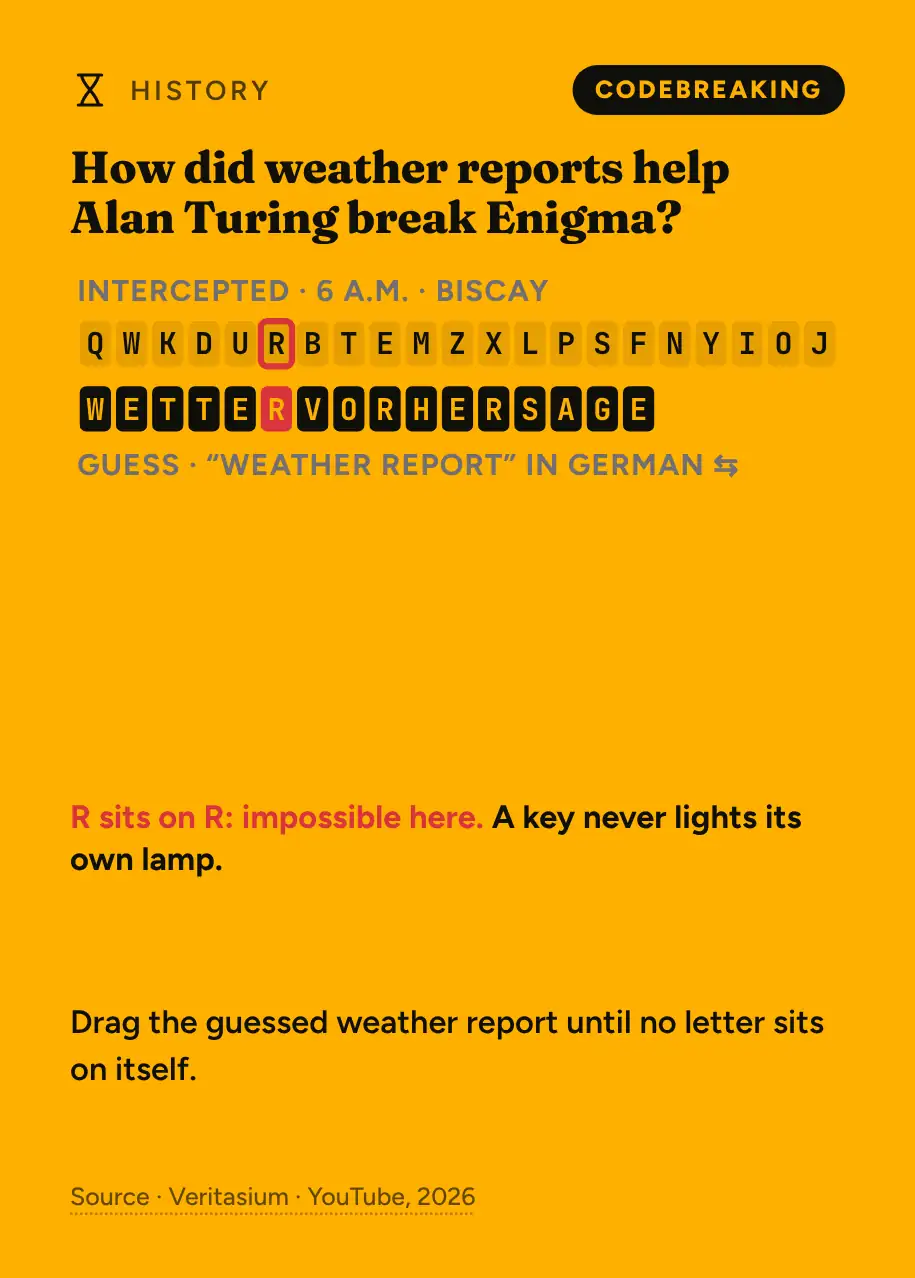 HISTORY
CODEBREAKING
How did weather reports help
Alan Turing break Enigma?
INTERCEPTED · 6 A.M. · BISCAY
Q W K D U R B T E M Z X L P S F N Y I O J
W E T T E R V O R H E R S A G E
GUESS · “WEATHER REPORT” IN GERMAN ⇆
R sits on R: impossible here. A key never lights its
own lamp.
Drag the guessed weather report until no letter sits
on itself.
Source · Veritasium · YouTube, 2026